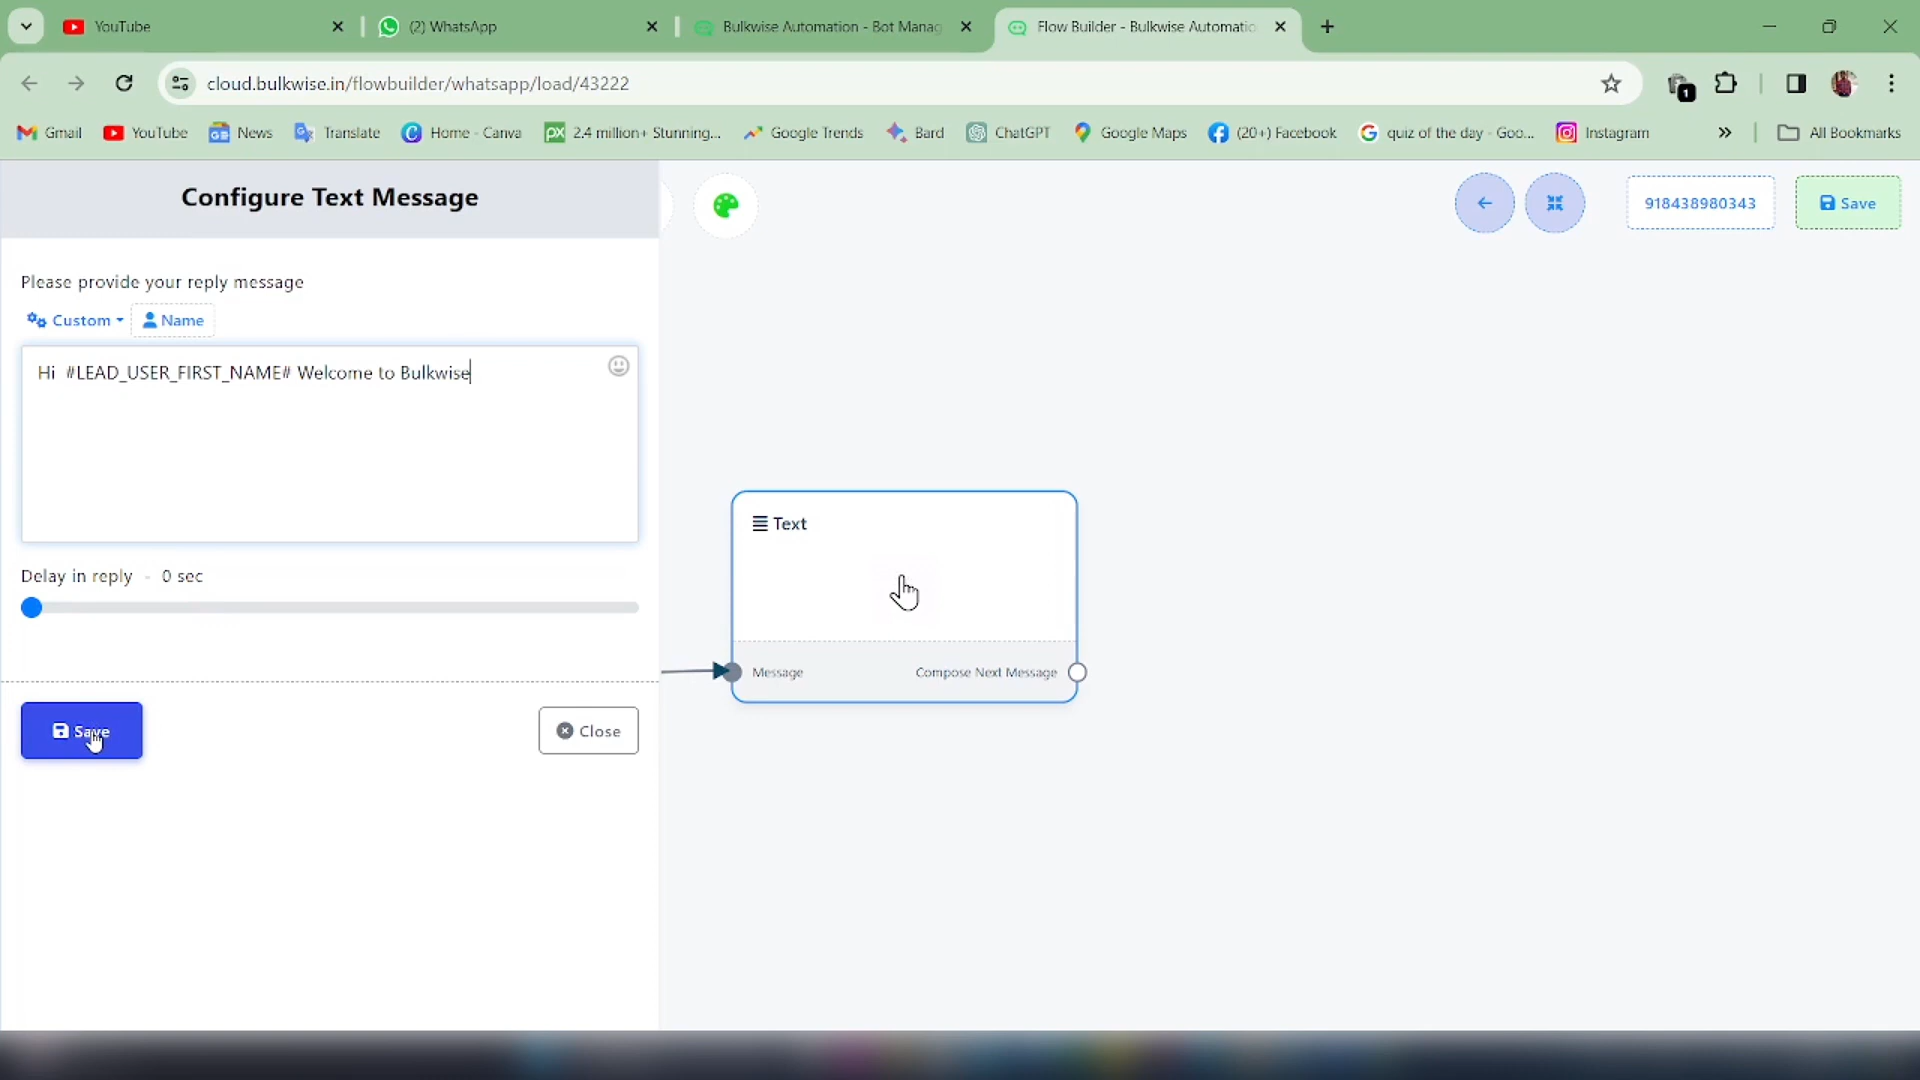 YouTube
(2) WhatsApp
Bulkwise Automation - Bot Manag
Flow Builder - Bulkwise Automatio
cloud.bulkwise.in/flowbuilder/whatsapp/load/43222
1
Gmail
YouTube
News
Translate
Home - Canva
2.4 million+ Stunning...
Google Trends
Bard
ChatGPT
Google Maps
(20+) Facebook
quiz of the day - Goo...
Instagram
All Bookmarks
Configure Text Message
918438980343
Save
Please provide your reply message
Custom
Name
Hi  #LEAD_USER_FIRST_NAME# Welcome to Bulkwise
Text
Delay in reply - 0 sec
Message
Compose Next Message
Save
Close